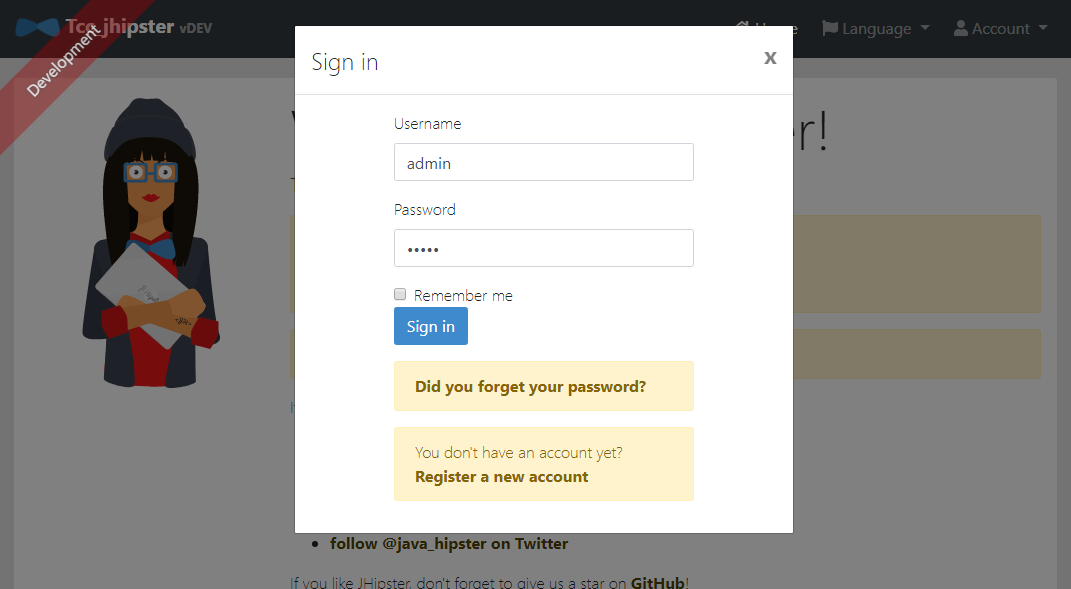 Tcc jhipster vDEV
Language
Account
Development
Sign in
X
er!
Username
admin
Password
•••••
Remember me
Sign in
Did you forget your password?
You don't have an account yet?
Register a new account
follow @java_hipster on Twitter
If you like JHipster, don't forget to give us a star on GitHub!